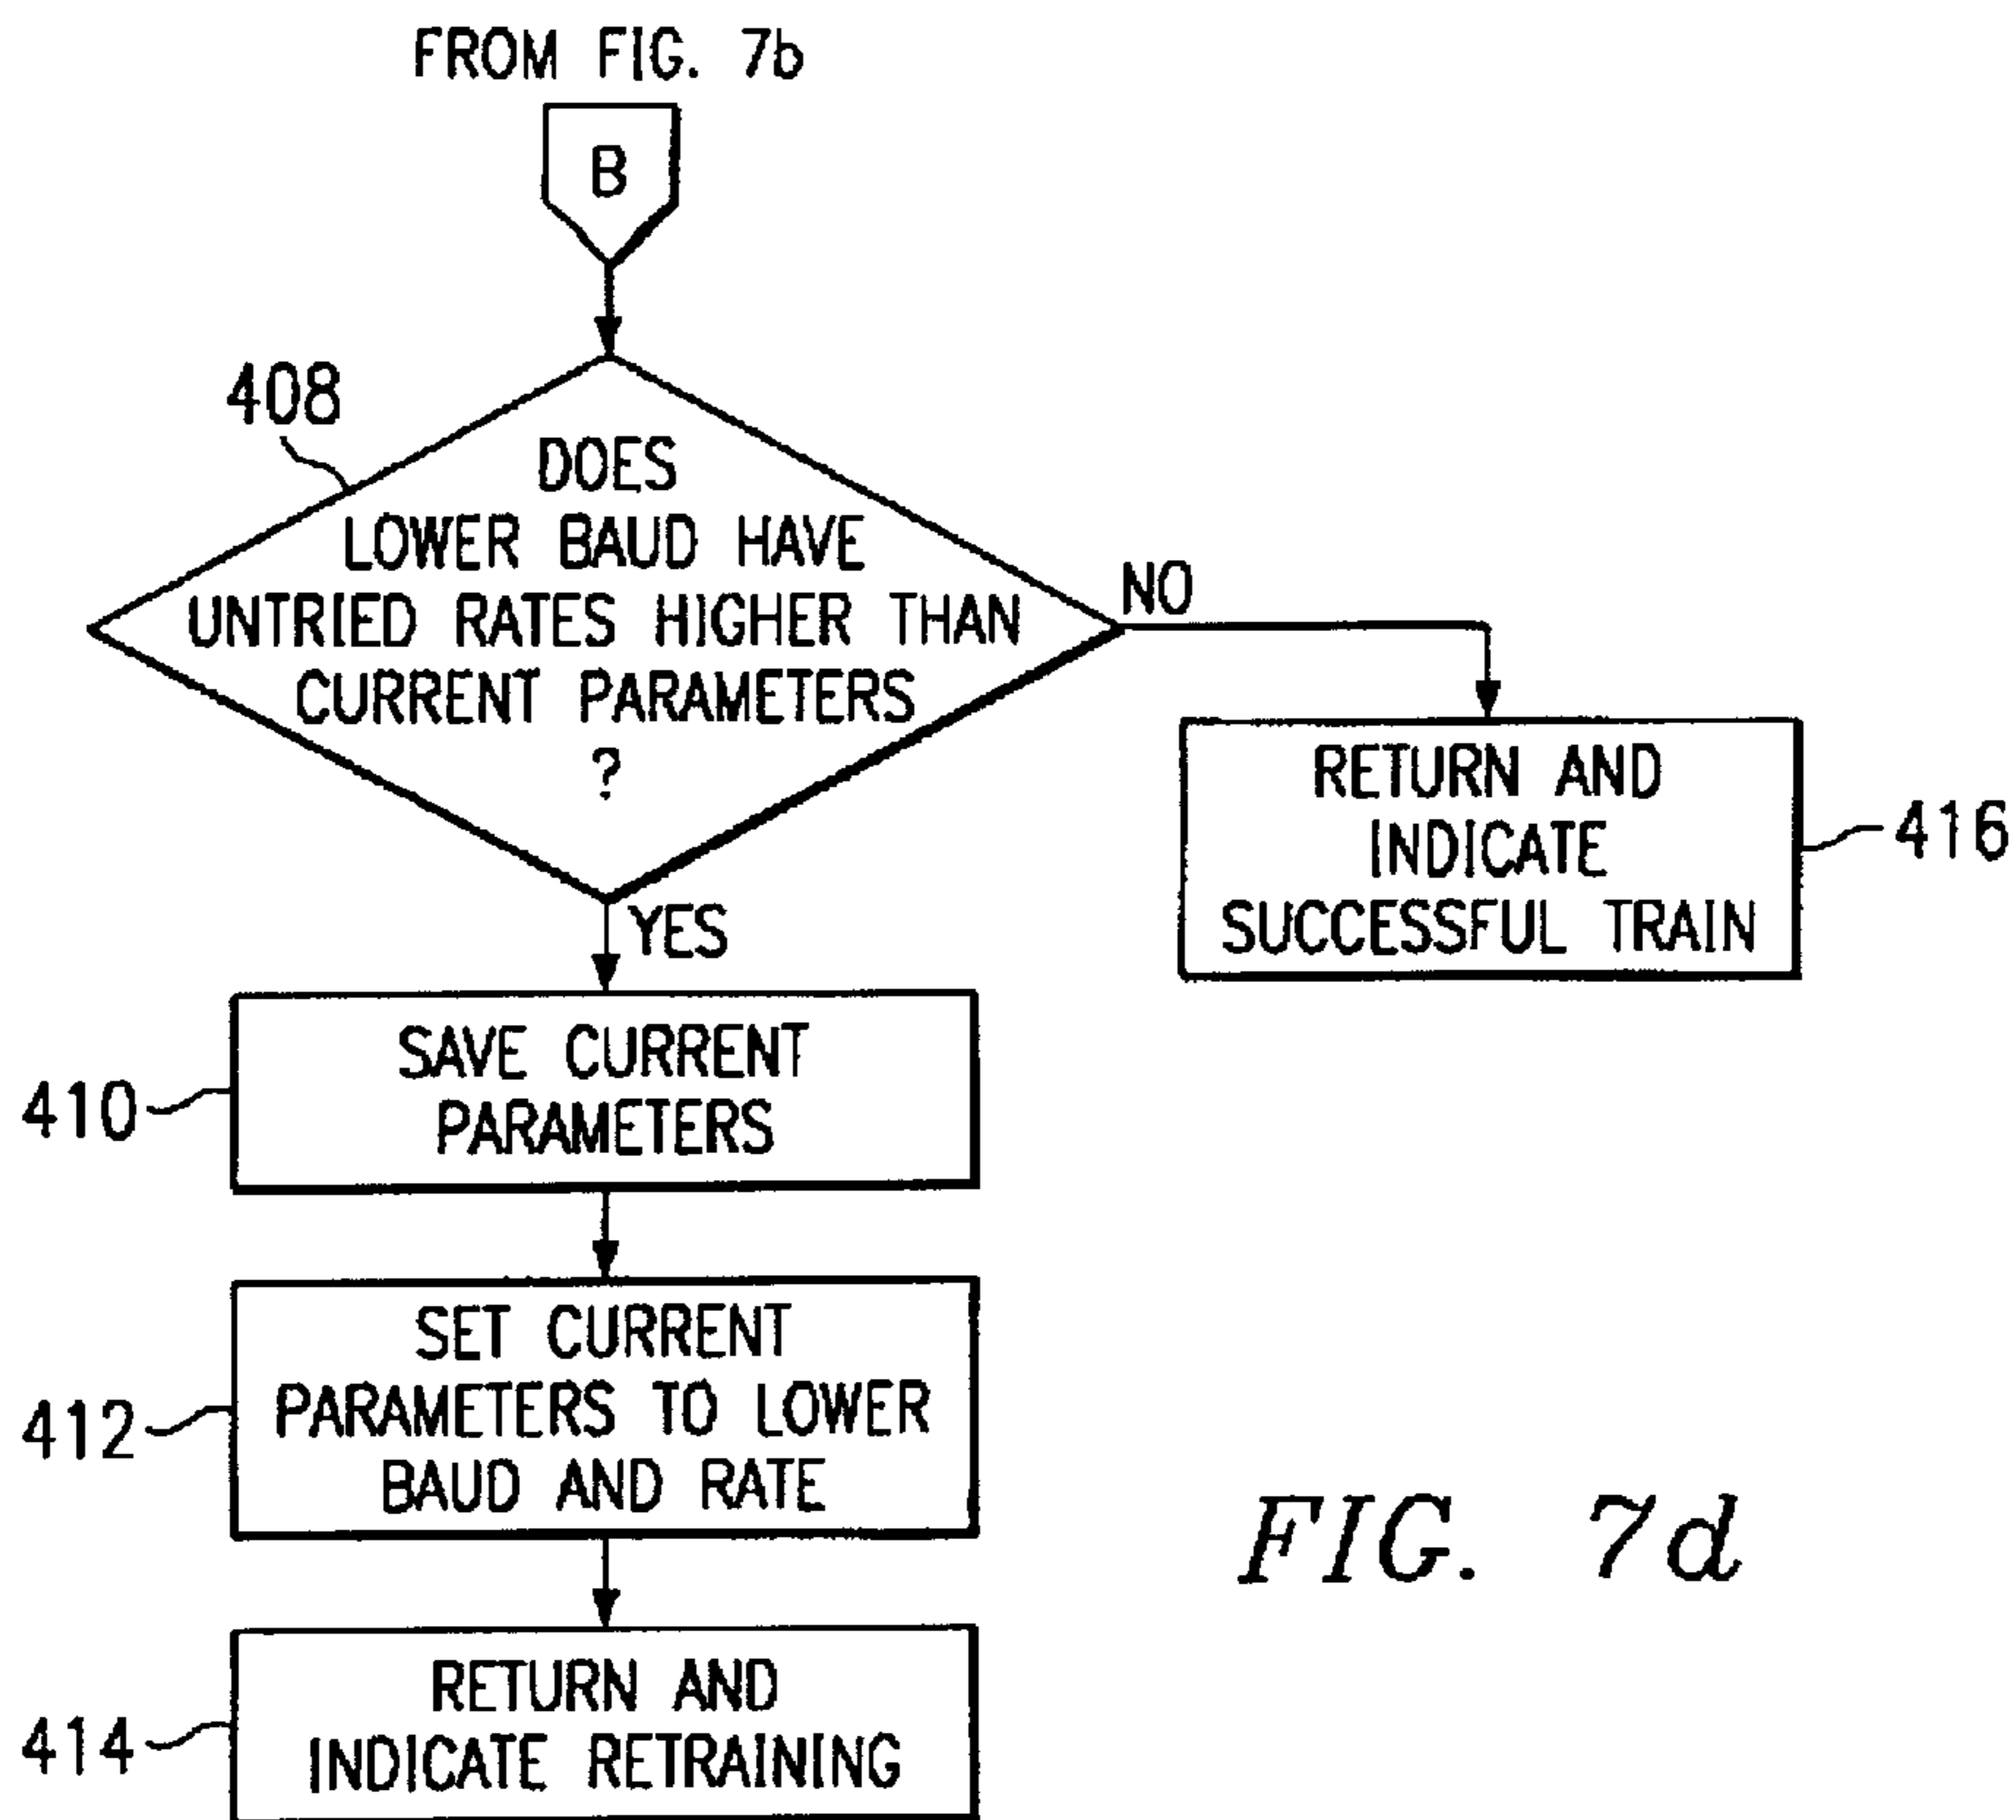 FROM FIG. 7b
B
408
DOES
LOWER BAUD HAVE
UNTRIED RATES HIGHER THAN
CURRENT PARAMETERS
?
NO
RETURN AND
INDICATE
SUCCESSFUL TRAIN
416
YES
SAVE CURRENT
PARAMETERS
410
SET CURRENT
PARAMETERS TO LOWER
BAUD AND RATE
412
RETURN AND
INDICATE RETRAINING
414
FIG. 7d